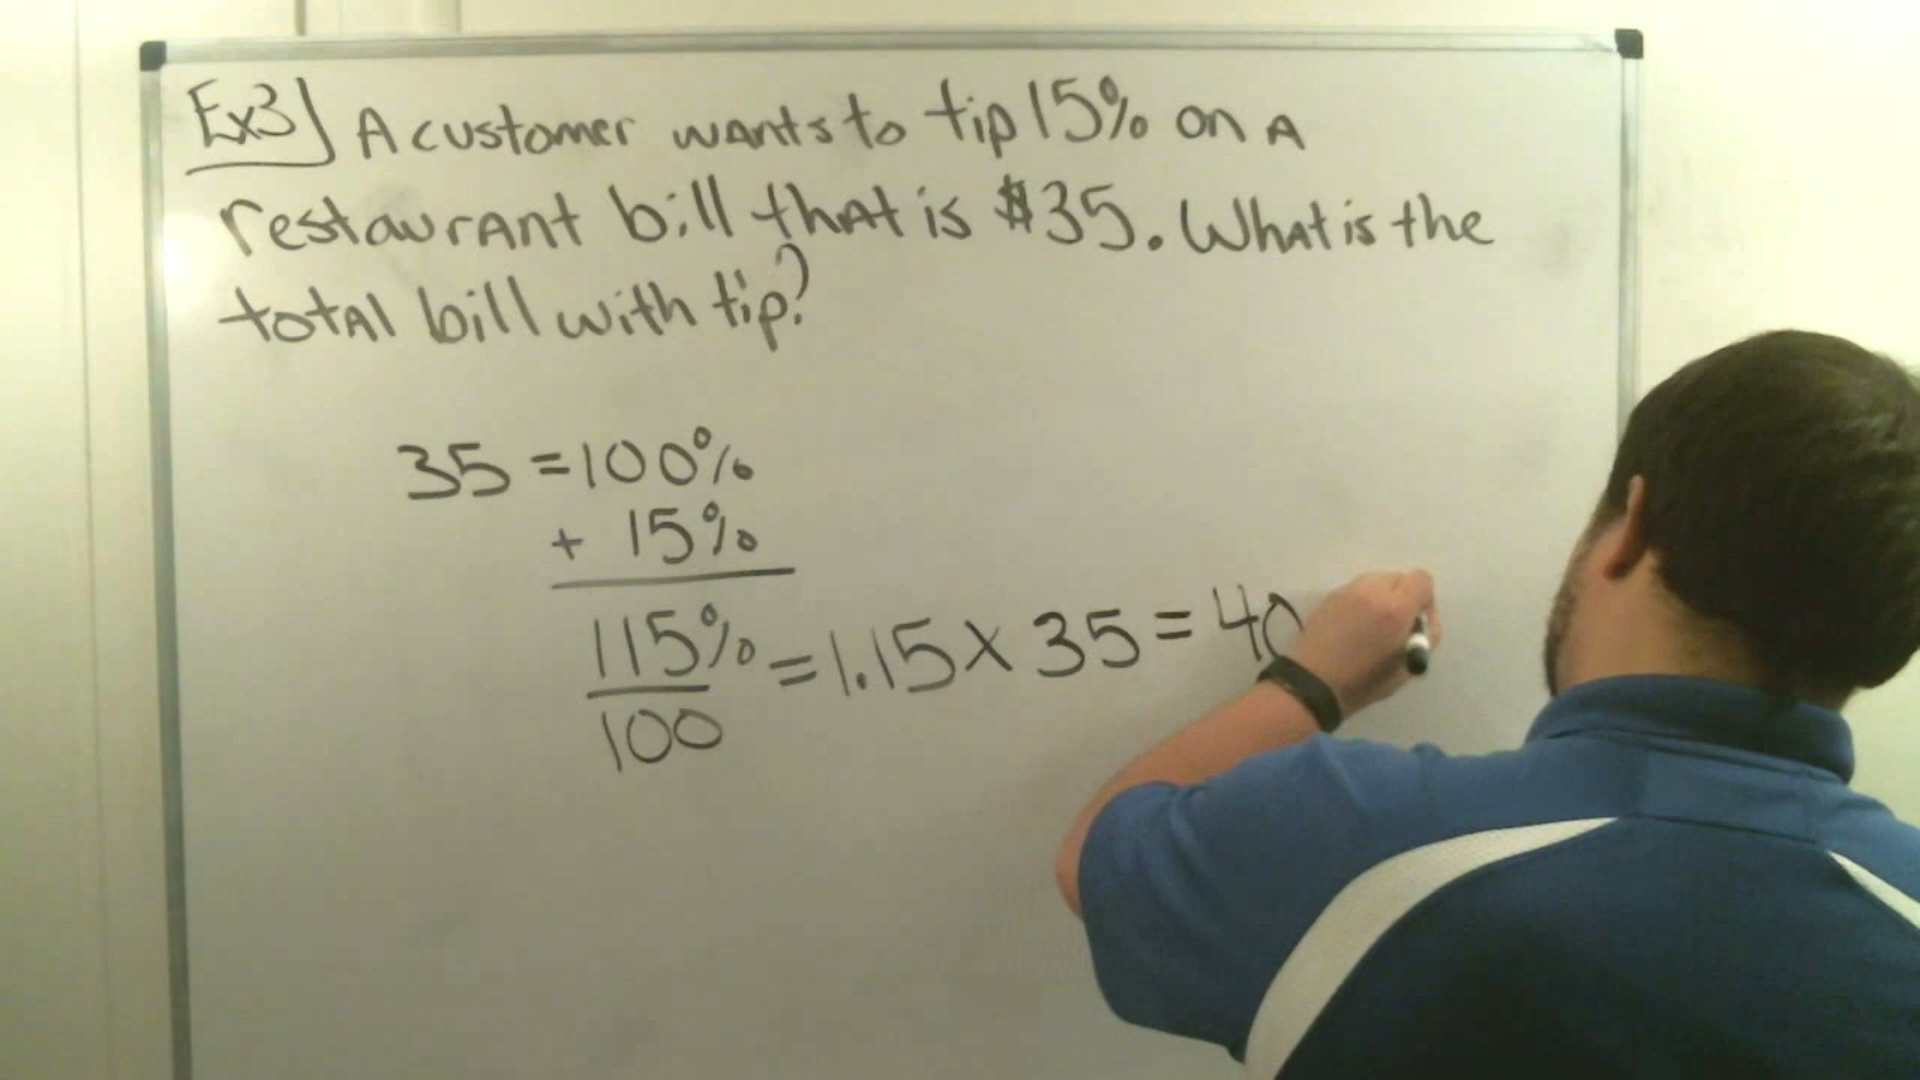 Ex3) A customer wants to tip 15% on A
restaurant bill that is $35. What is the
total bill with tip?
35 = 100%
+ 15%
115% = 1.15 x 35 = 40
100